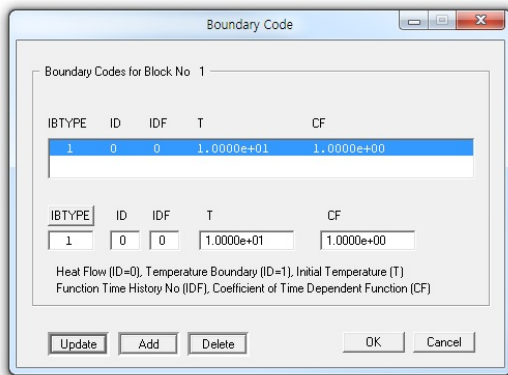 Boundary Code
Boundary Codes for Block No 1
IBTYPE ID IDF T CF
1 0 0 1.0000e+01 1.0000e+00
IBTYPE ID IDF T CF
1 0 0 1.0000e+01 1.0000e+00
Heat Flow (ID=0), Temperature Boundary (ID=1), Initial Temperature (T)
Function Time History No (IDF), Coefficient of Time Dependent Function (CF)
Update Add Delete OK Cancel